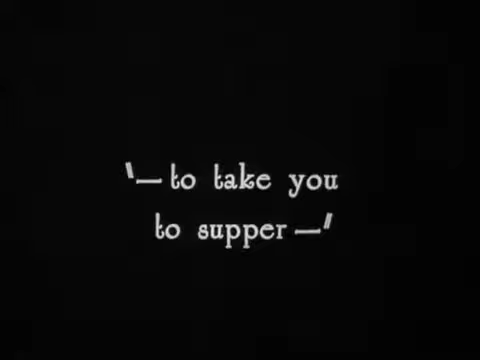 "— to take you
to supper —"